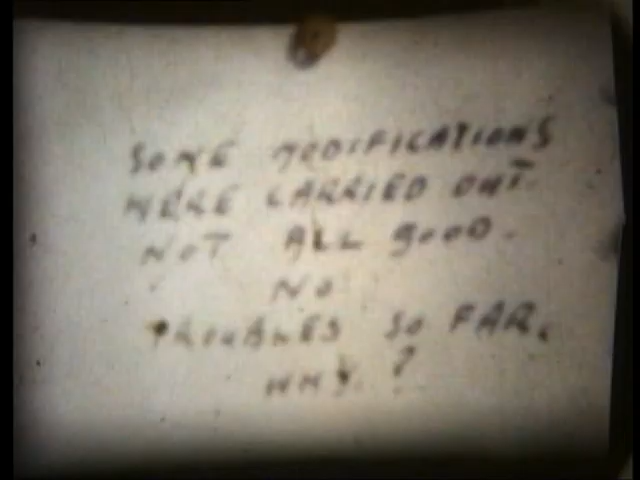 SOME MODIFICATIONS
WERE CARRIED OUT.
NOT ALL GOOD.
NO
TROUBLES SO FAR.
WHY. ?